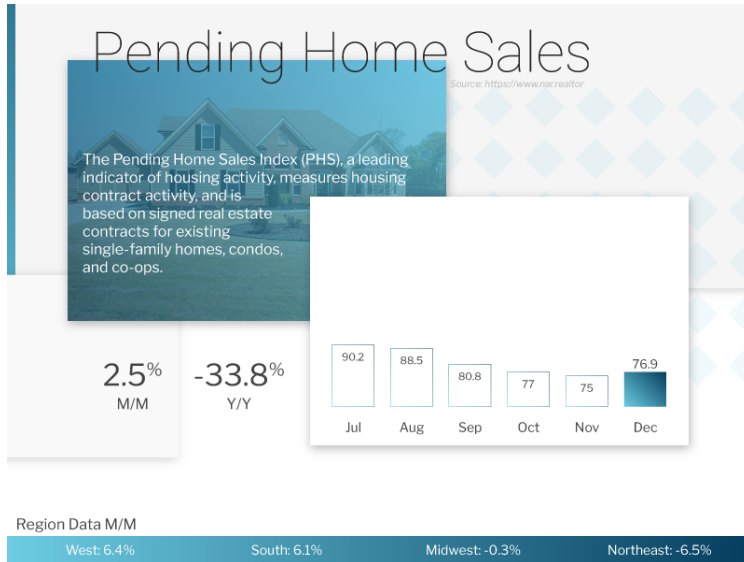 Pending Home Sales
Source: https://www.nar.realtor
The Pending Home Sales Index (PHS), a leading
indicator of housing activity, measures housing
contract activity, and is
based on signed real estate
contracts for existing
single-family homes, condos,
and co-ops.
2.5%
M/M
-33.8%
Y/Y
90.2
88.5
80.8
77
75
76.9
Jul
Aug
Sep
Oct
Nov
Dec
Region Data M/M
West: 6.4%
South: 6.1%
Midwest: -0.3%
Northeast: -6.5%